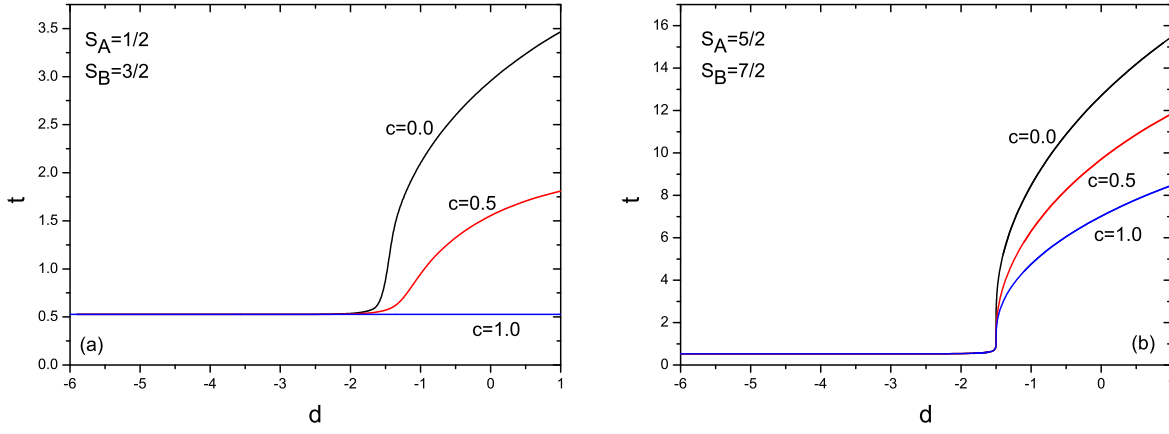 3.5
3.0
2.5
2.0
1.5
1.0
0.5
0.0
t
S_A=1/2
S_B=3/2
c=0.0
c=0.5
c=1.0
(a)
-6 -5 -4 -3 -2 -1 0 1
d
16
14
12
10
8
6
4
2
0
t
S_A=5/2
S_B=7/2
c=0.0
c=0.5
c=1.0
(b)
-6 -5 -4 -3 -2 -1 0
d